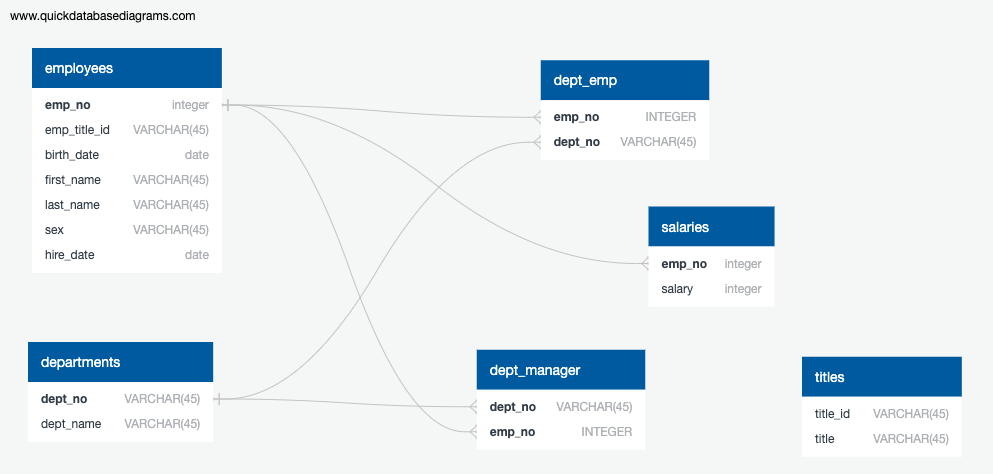 www.quickdatabasediagrams.com
employees
emp_no integer
emp_title_id VARCHAR(45)
birth_date date
first_name VARCHAR(45)
last_name VARCHAR(45)
sex VARCHAR(45)
hire_date date
dept_emp
emp_no INTEGER
dept_no VARCHAR(45)
salaries
emp_no integer
salary integer
departments
dept_no VARCHAR(45)
dept_name VARCHAR(45)
dept_manager
dept_no VARCHAR(45)
emp_no INTEGER
titles
title_id VARCHAR(45)
title VARCHAR(45)